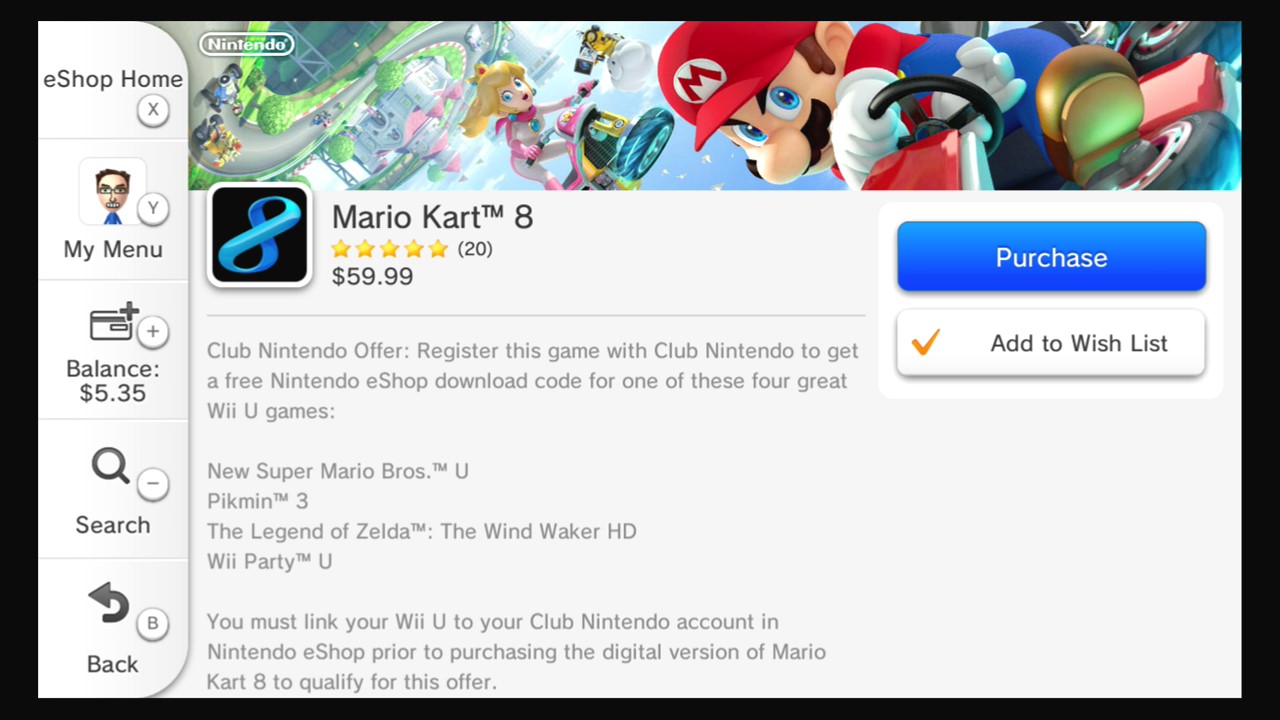 Nintendo
eShop Home
X
Y
My Menu
+
Balance:
$5.35
−
Search
B
Back
M
8
Mario Kart™ 8
(20)
$59.99
Purchase
Add to Wish List
Club Nintendo Offer: Register this game with Club Nintendo to get
a free Nintendo eShop download code for one of these four great
Wii U games:
New Super Mario Bros.™ U
Pikmin™ 3
The Legend of Zelda™: The Wind Waker HD
Wii Party™ U
You must link your Wii U to your Club Nintendo account in
Nintendo eShop prior to purchasing the digital version of Mario
Kart 8 to qualify for this offer.